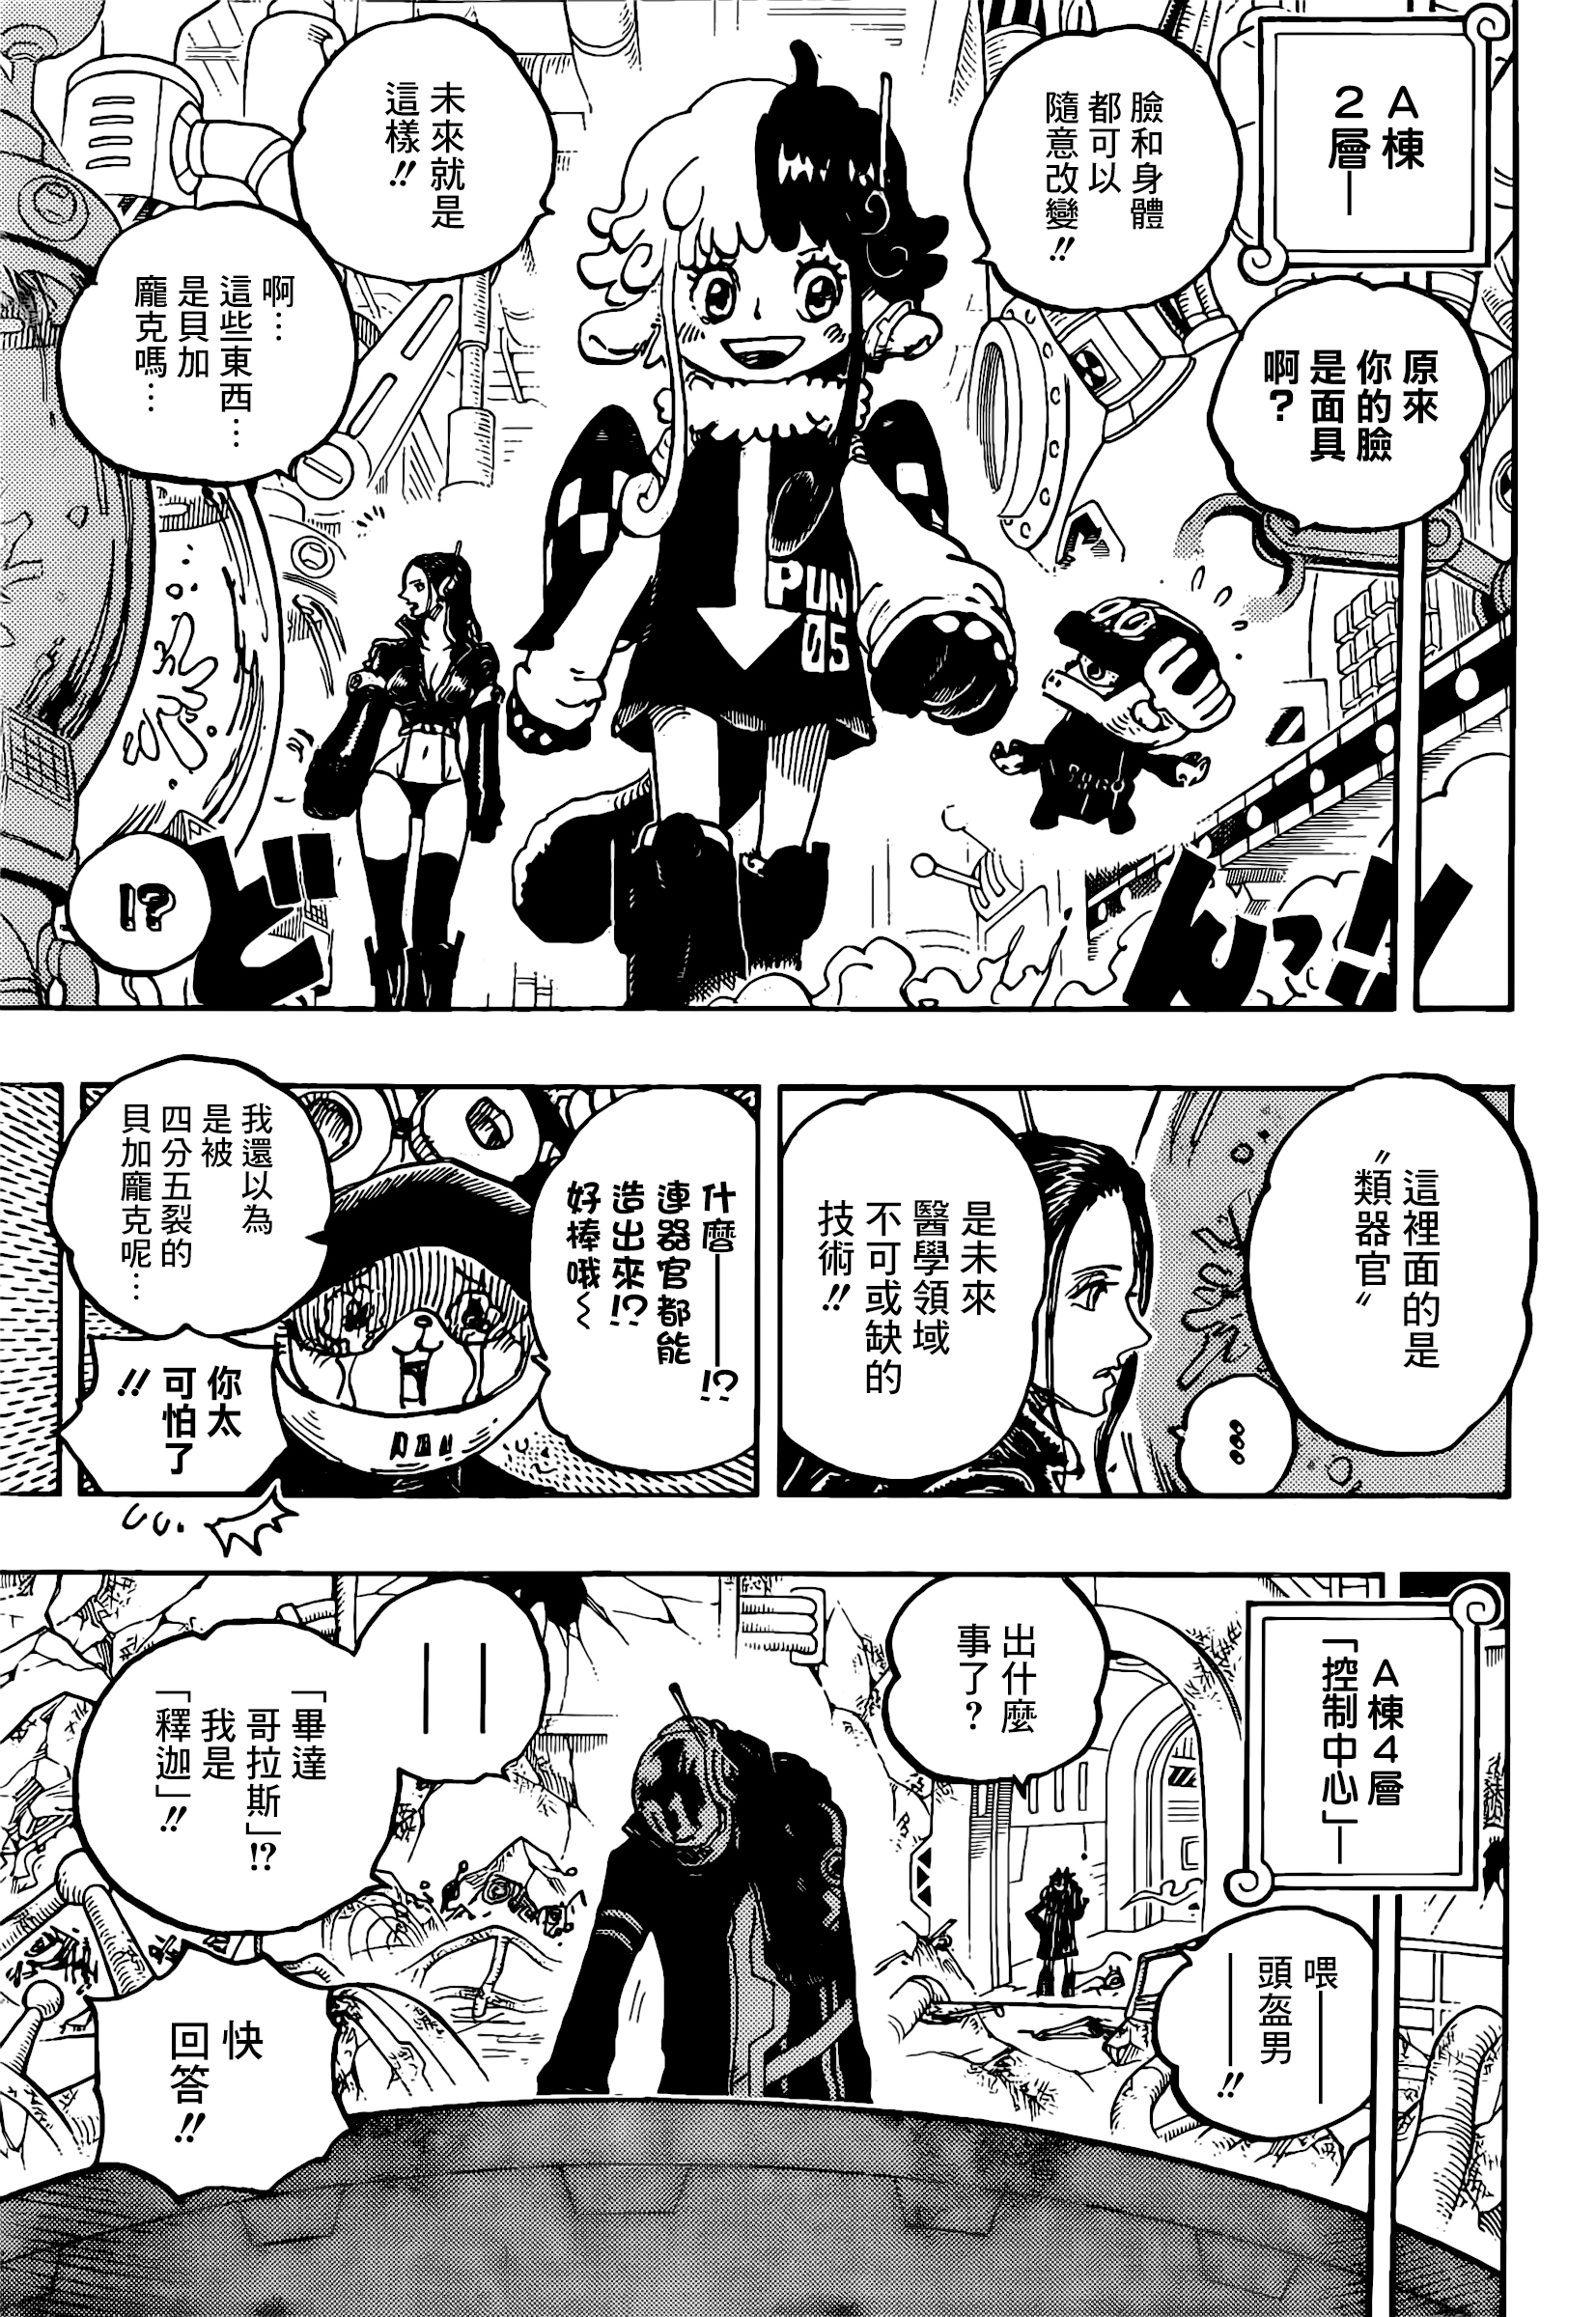 A棟
2層—
原來
你的臉
是面具
啊?
臉和身體
都可以
隨意改變!!
未來就是
這樣!!
啊…
這些東西…
是貝加
龐克嗎…
PUN
05
!?
どんっ!!
這裡面的是
〝類器官〟
…
是未來
醫學領域
不可或缺的
技術!!
什麼——!?
連器官都能
造出來!?
好棒哦～
我還以為
是被
四分五裂的
貝加龐克呢…
你太
可怕了
!!
A棟4層
「控制中心」—
喂——
頭盔男
——!!
出什麼
事了?
——
「畢達
哥拉斯」!?
我是
「釋迦」!!
快
回答!!